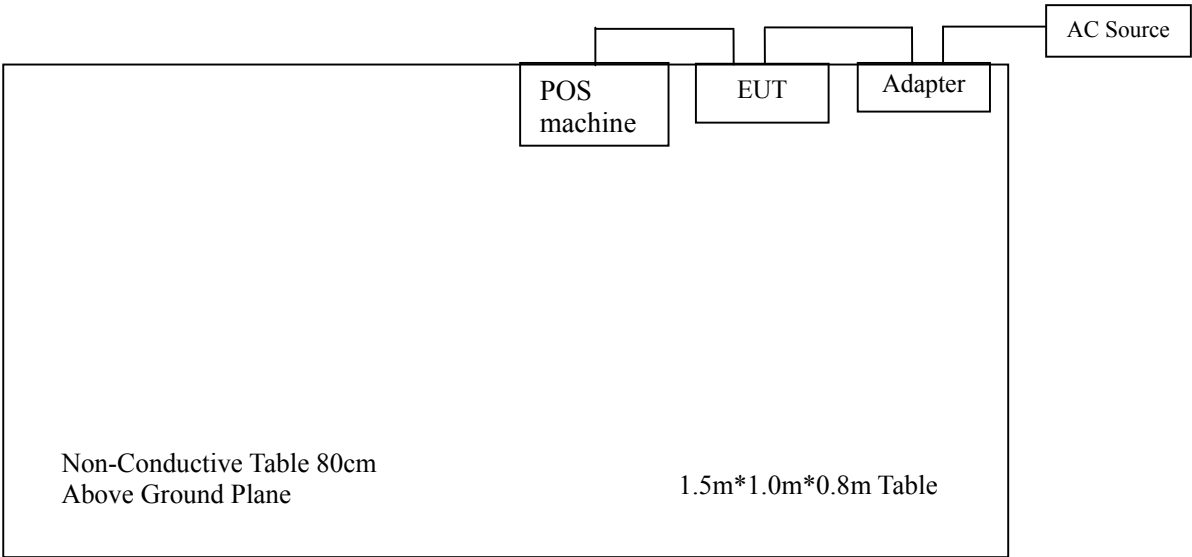 AC Source
POS
machine
EUT
Adapter
Non-Conductive Table 80cm
Above Ground Plane
1.5m*1.0m*0.8m Table